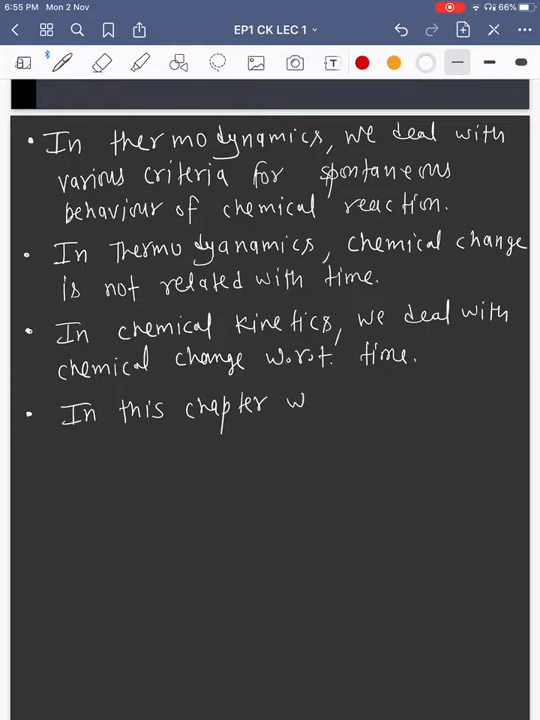 6:55 PM Mon 2 Nov 66%
EP1 CK LEC 1
• In thermodynamics, we deal with
various criteria for spontaneous
behaviour of chemical reaction.
• In Thermodyanamics, chemical change
is not related with time.
• In chemical kinetics, we deal with
chemical change w.r.t. time.
• In this chapter w